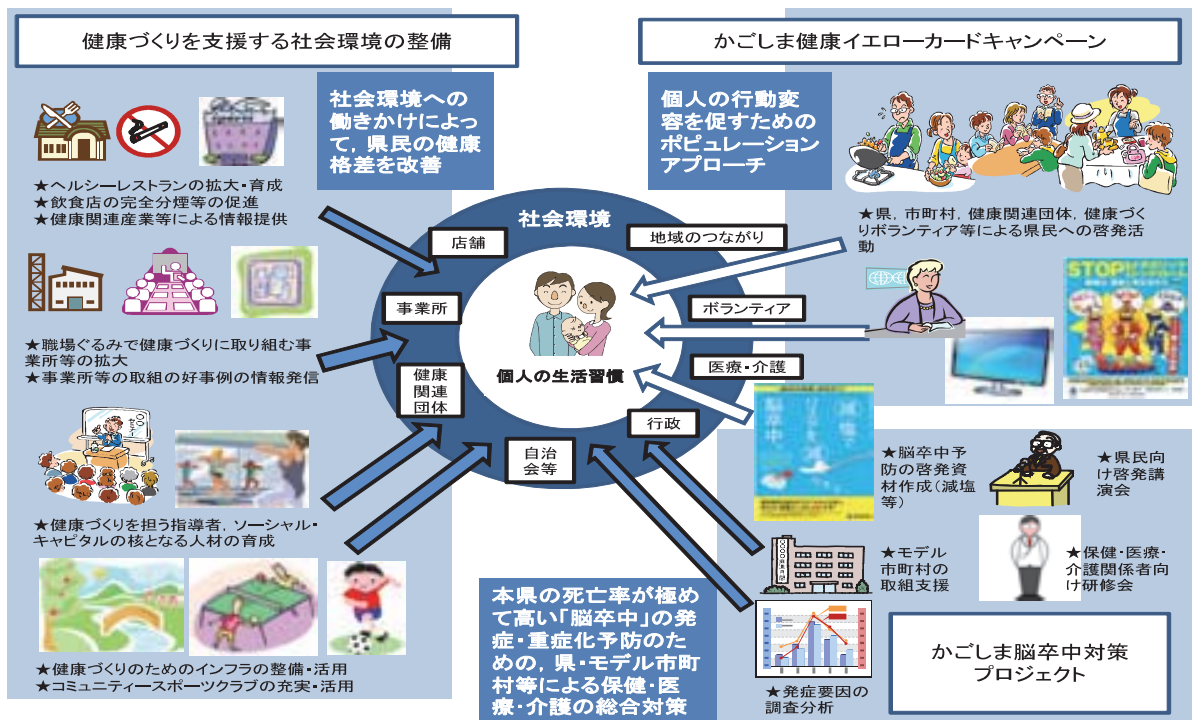 健康づくりを支援する社会環境の整備
かごしま健康イエローカードキャンペーン
社会環境への
働きかけによっ
て，県民の健康
格差を改善
個人の行動変
容を促すための
ポピュレーション
アプローチ
★ヘルシーレストランの拡大・育成
★飲食店の完全分煙等の促進
★健康関連産業等による情報提供
★職場ぐるみで健康づくりに取り組む事
業所等の拡大
★事業所等の取組の好事例の情報発信
★健康づくりを担う指導者，ソーシャル・
キャピタルの核となる人材の育成
★健康づくりのためのインフラの整備・活用
★コミュニティースポーツクラブの充実・活用
社会環境
店舗
事業所
健康
関連
団体
自治
会等
行政
医療・介護
ボランティア
地域のつながり
個人の生活習慣
★県，市町村，健康関連団体，健康づく
りボランティア等による県民への啓発活
動
STOP!
減塩で
脳卒中
★脳卒中予
防の啓発資
材作成（減塩
等）
★県民向
け啓発講
演会
★モデル
市町村の
取組支援
★保健・医療・
介護関係者向
け研修会
★発症要因の
調査分析
本県の死亡率が極め
て高い「脳卒中」の発
症・重症化予防のため
の，県・モデル市町
村等による保健・医
療・介護の総合対策
かごしま脳卒中対策
プロジェクト